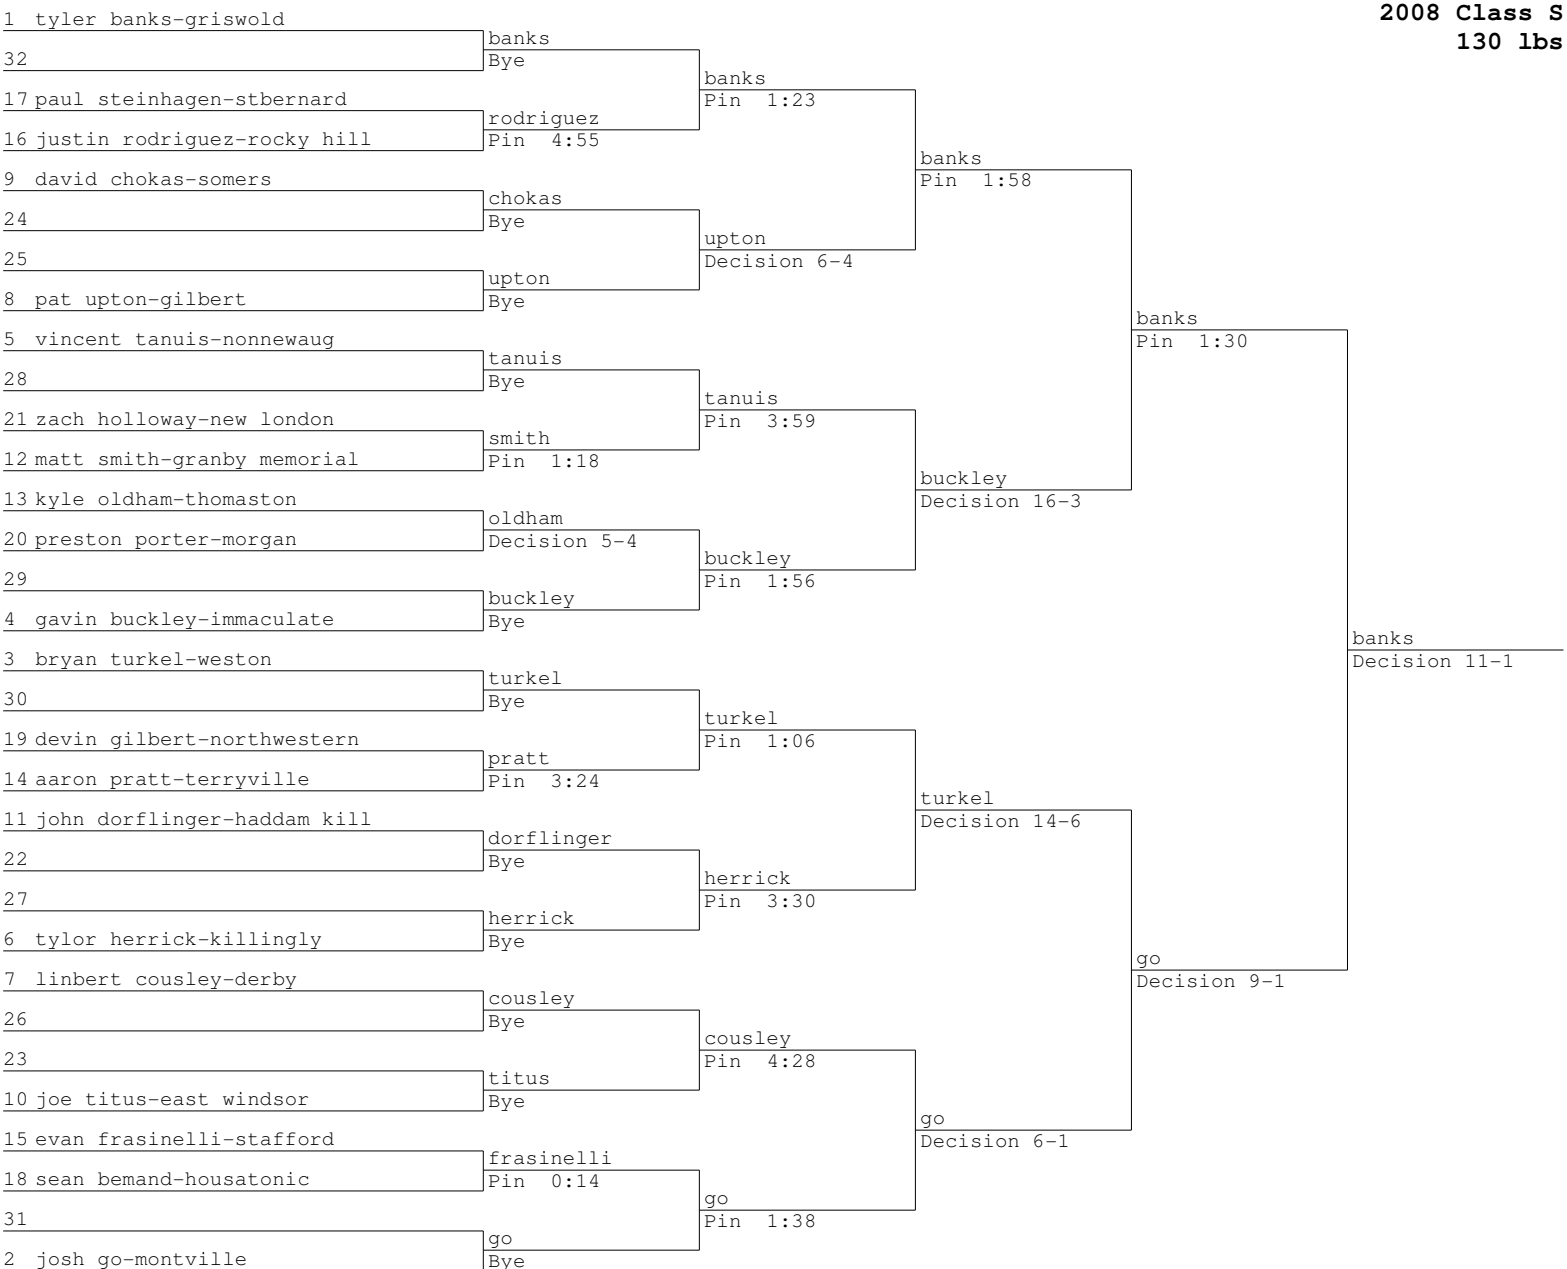 2008 Class S
130 lbs
1 tyler banks-griswold
32
17 paul steinhagen-stbernard
16 justin rodriguez-rocky hill
9 david chokas-somers
24
25
8 pat upton-gilbert
5 vincent tanuis-nonnewaug
28
21 zach holloway-new london
12 matt smith-granby memorial
13 kyle oldham-thomaston
20 preston porter-morgan
29
4 gavin buckley-immaculate
3 bryan turkel-weston
30
19 devin gilbert-northwestern
14 aaron pratt-terryville
11 john dorflinger-haddam kill
22
27
6 tylor herrick-killingly
7 linbert cousley-derby
26
23
10 joe titus-east windsor
15 evan frasinelli-stafford
18 sean bemand-housatonic
31
2 josh go-montville
banks
Bye
rodriguez
Pin 4:55
chokas
Bye
upton
Bye
tanuis
Bye
smith
Pin 1:18
oldham
Decision 5-4
buckley
Bye
turkel
Bye
pratt
Pin 3:24
dorflinger
Bye
herrick
Bye
cousley
Bye
titus
Bye
frasinelli
Pin 0:14
go
Bye
banks
Pin 1:23
upton
Decision 6-4
tanuis
Pin 3:59
buckley
Pin 1:56
turkel
Pin 1:06
herrick
Pin 3:30
cousley
Pin 4:28
go
Pin 1:38
banks
Pin 1:58
buckley
Decision 16-3
turkel
Decision 14-6
go
Decision 6-1
banks
Pin 1:30
go
Decision 9-1
banks
Decision 11-1